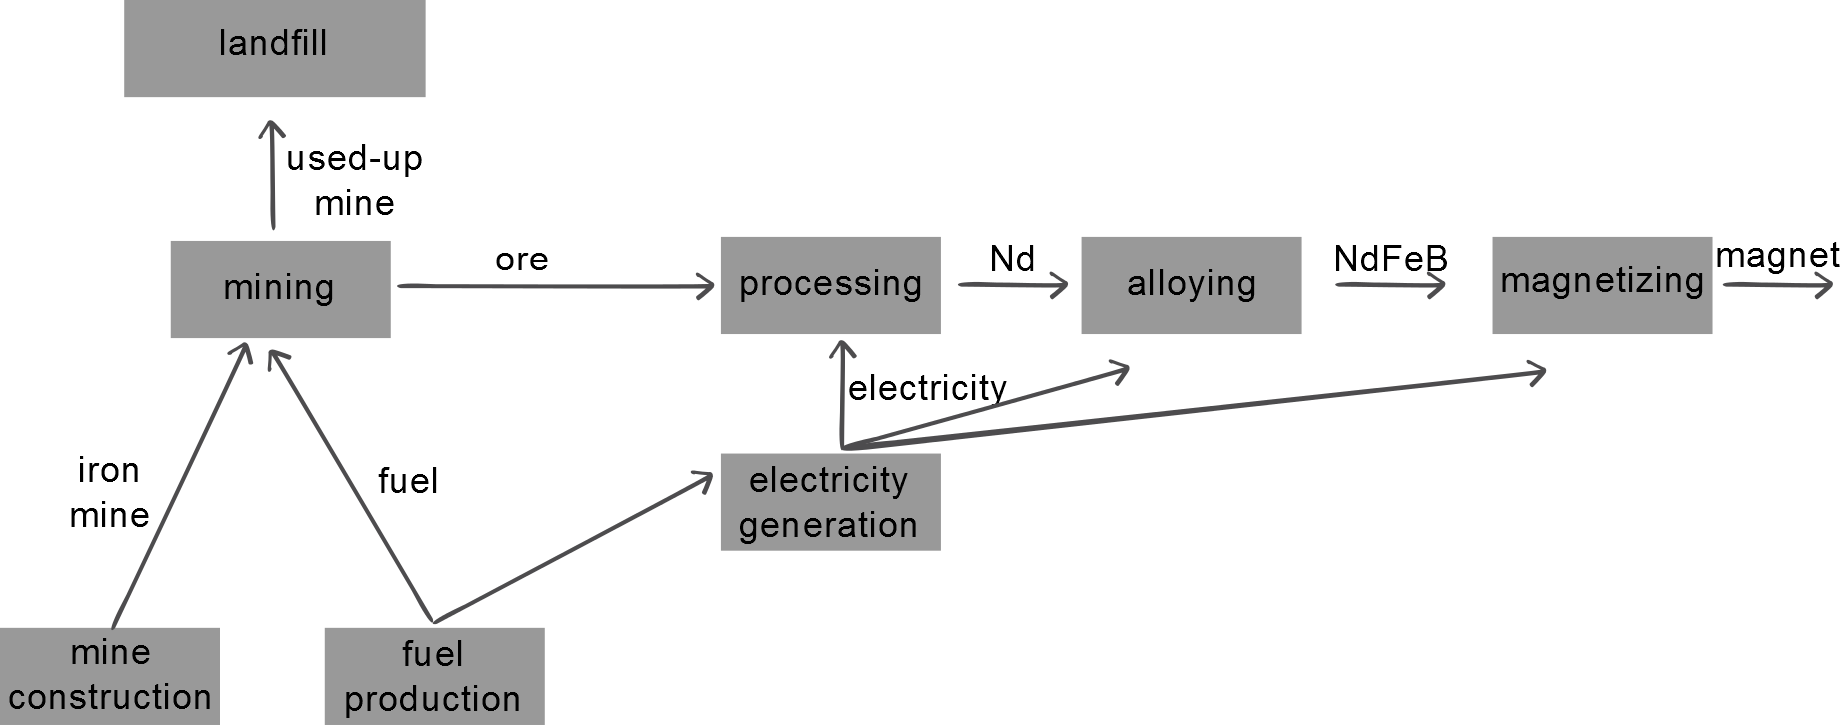 landfill
used-up
mine
mining
ore
processing
Nd
alloying
NdFeB
magnetizing
magnet
electricity
iron
mine
fuel
electricity
generation
mine
construction
fuel
production